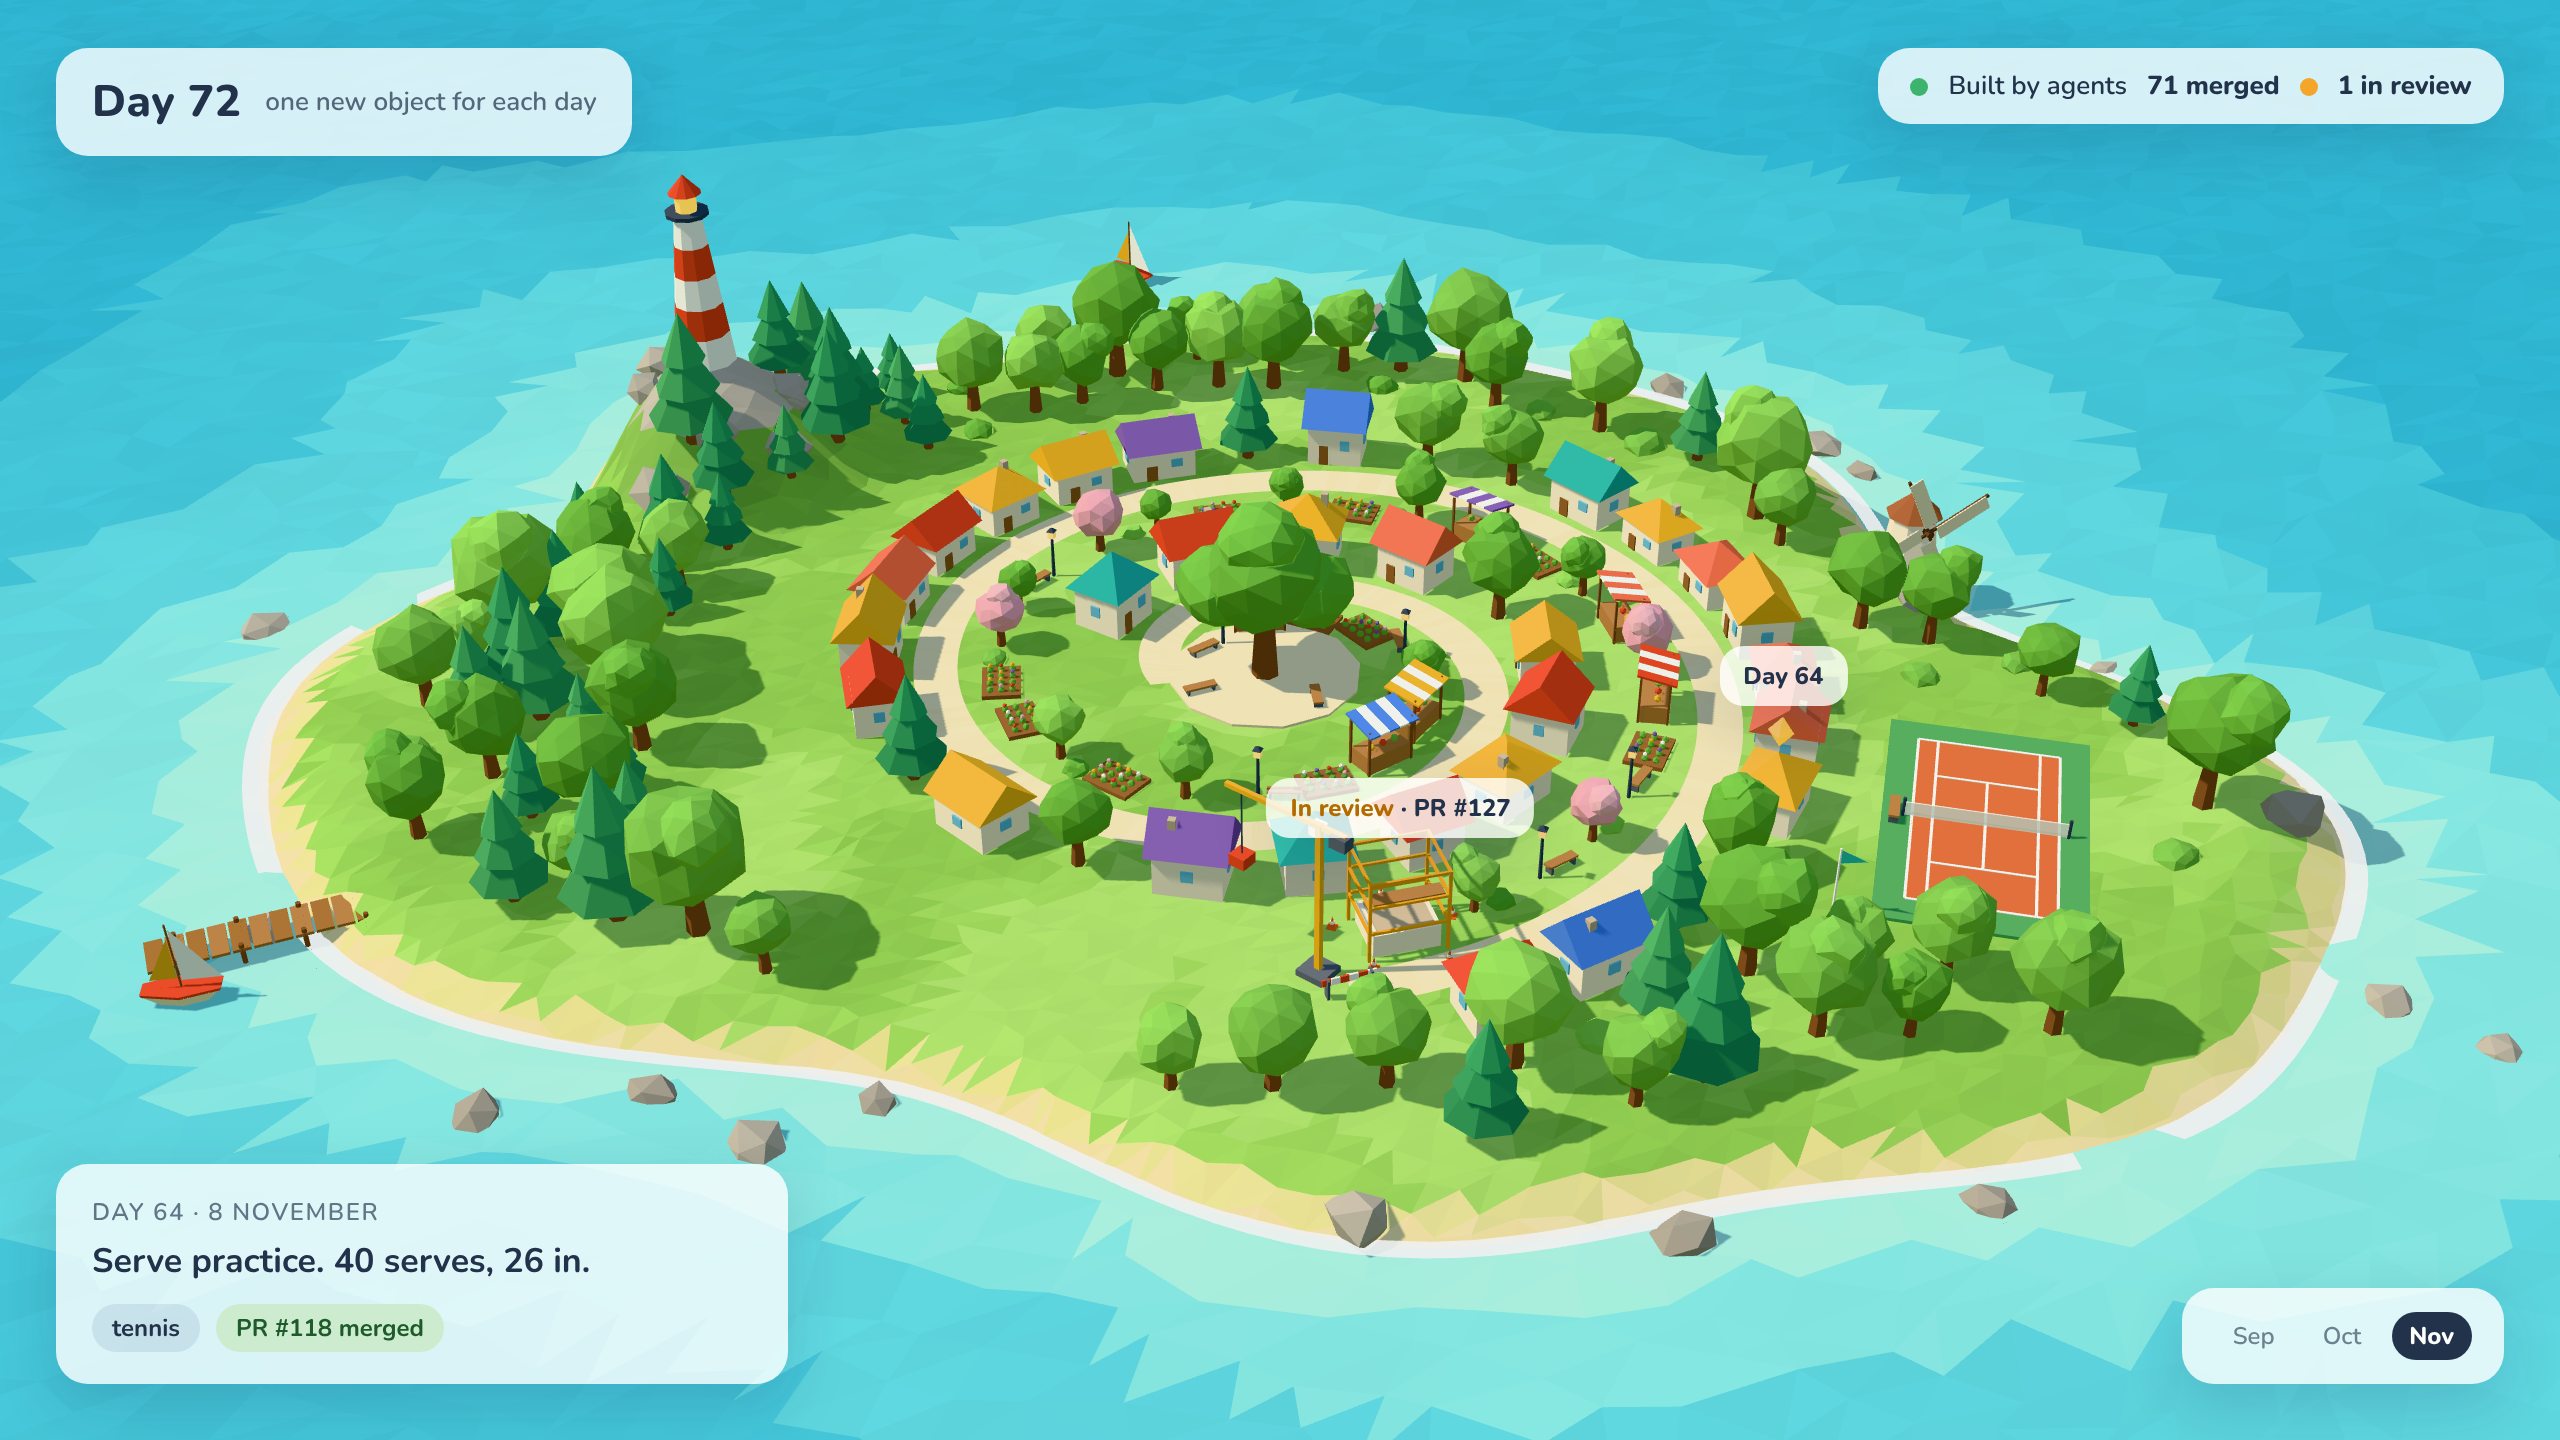 Day 72 one new object for each day
Built by agents 71 merged 1 in review
Day 64
In review · PR #127
DAY 64 · 8 NOVEMBER
Serve practice. 40 serves, 26 in.
tennis PR #118 merged
Sep Oct Nov